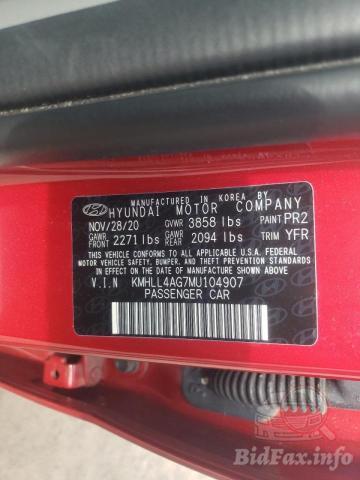 MANUFACTURED IN KOREA BY
HYUNDAI MOTOR COMPANY
NOV/28/20 GVWR 3858 lbs PAINT PR2
GAWR FRONT 2271 lbs GAWR REAR 2094 lbs TRIM YFR
THIS VEHICLE CONFORMS TO ALL APPLICABLE U.S.A. FEDERAL
MOTOR VEHICLE SAFETY, BUMPER, AND THEFT PREVENTION
STANDARDS IN EFFECT ON THE DATE OF MANUFACTURE SHOWN ABOVE.
V.I.N KMHLL4AG7MU104907
PASSENGER CAR
BidFax.info